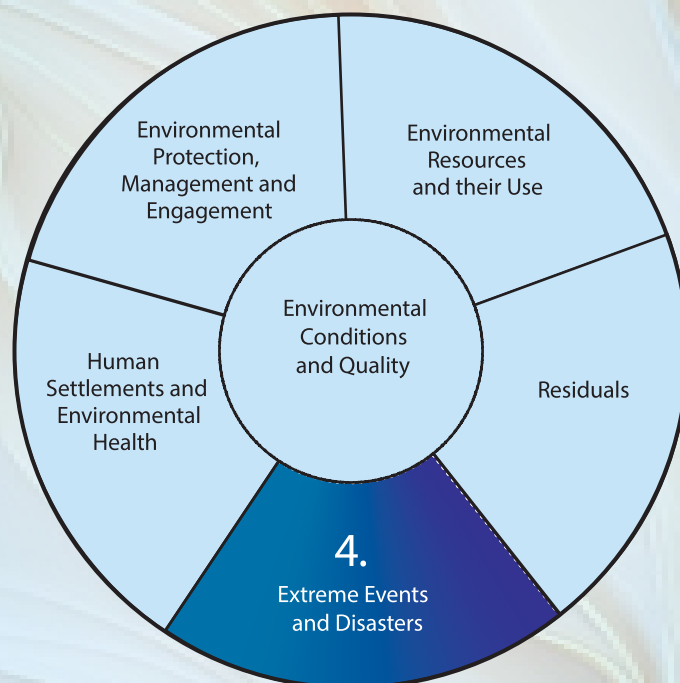 Environmental
Protection,
Management and
Engagement
Environmental
Resources
and their Use
Environmental
Conditions
and Quality
Human
Settlements and
Environmental
Health
Residuals
4.
Extreme Events
and Disasters